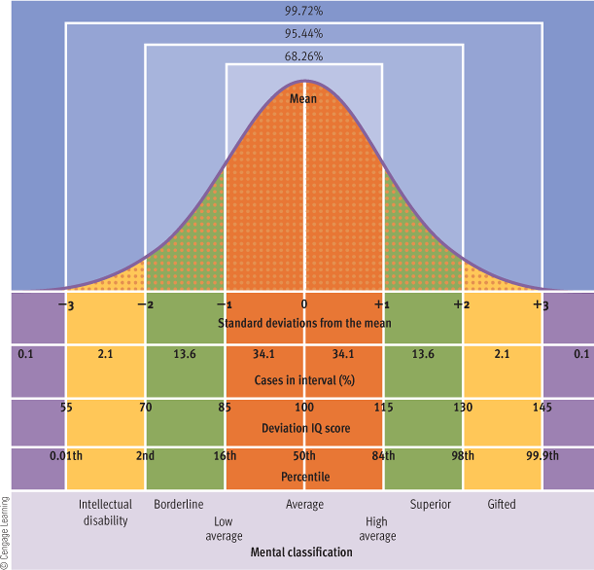 99.72%
95.44%
68.26%
Mean
−3 −2 −1 0 +1 +2 +3
Standard deviations from the mean
0.1 2.1 13.6 34.1 34.1 13.6 2.1 0.1
Cases in interval (%)
55 70 85 100 115 130 145
Deviation IQ score
0.01th 2nd 16th 50th 84th 98th 99.9th
Percentile
Intellectual disability Borderline Low average Average High average Superior Gifted
Mental classification
© Cengage Learning